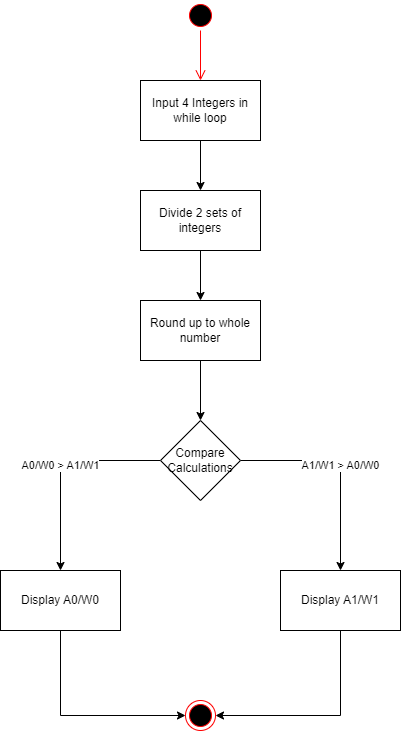 Input 4 Integers in
while loop
Divide 2 sets of
integers
Round up to whole
number
Compare
Calculations
A0/W0 > A1/W1
A1/W1 > A0/W0
Display A0/W0
Display A1/W1